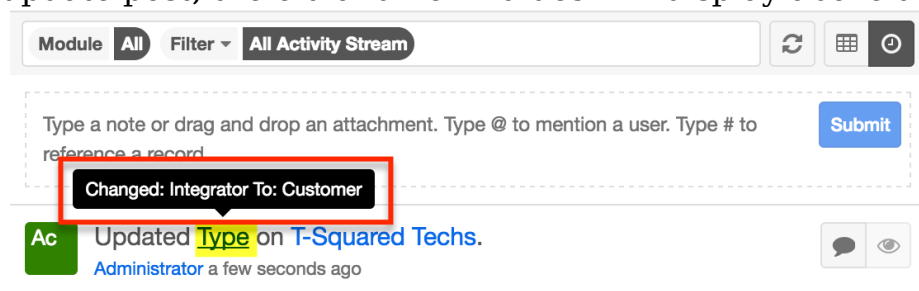 Module All Filter All Activity Stream
Type a note or drag and drop an attachment. Type @ to mention a user. Type # to
reference a record
Submit
Changed: Integrator To: Customer
Ac
Updated Type on T-Squared Techs.
Administrator a few seconds ago